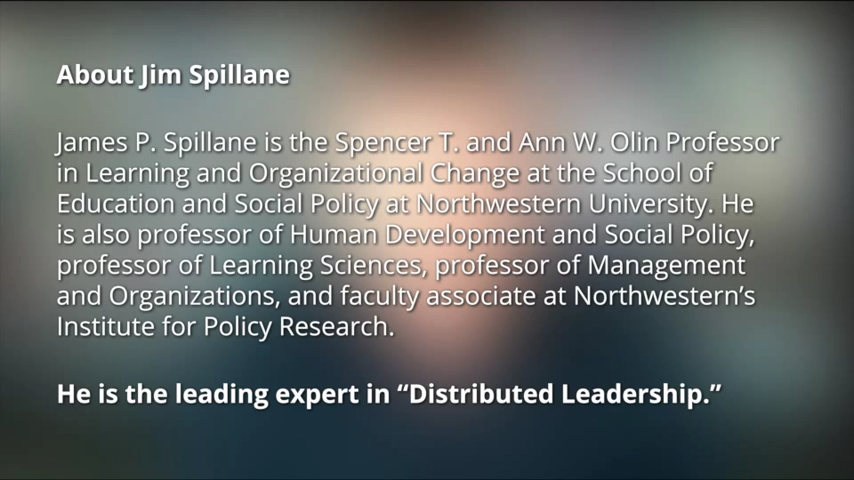 About Jim Spillane
James P. Spillane is the Spencer T. and Ann W. Olin Professor
in Learning and Organizational Change at the School of
Education and Social Policy at Northwestern University. He
is also professor of Human Development and Social Policy,
professor of Learning Sciences, professor of Management
and Organizations, and faculty associate at Northwestern’s
Institute for Policy Research.
He is the leading expert in “Distributed Leadership.”